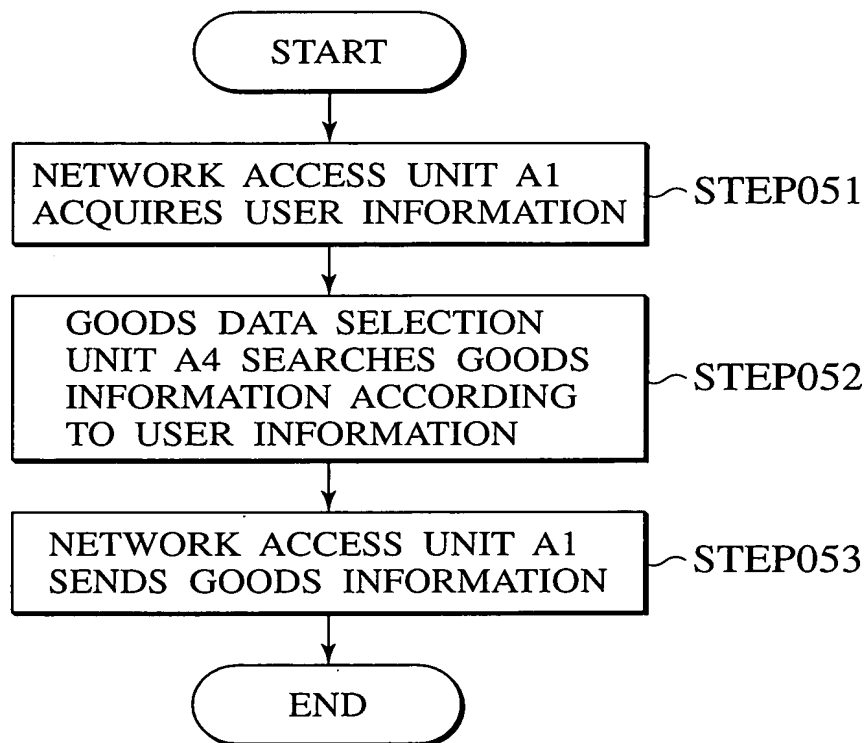 START
NETWORK ACCESS UNIT A1
ACQUIRES USER INFORMATION
STEP051
GOODS DATA SELECTION
UNIT A4 SEARCHES GOODS
INFORMATION ACCORDING
TO USER INFORMATION
STEP052
NETWORK ACCESS UNIT A1
SENDS GOODS INFORMATION
STEP053
END